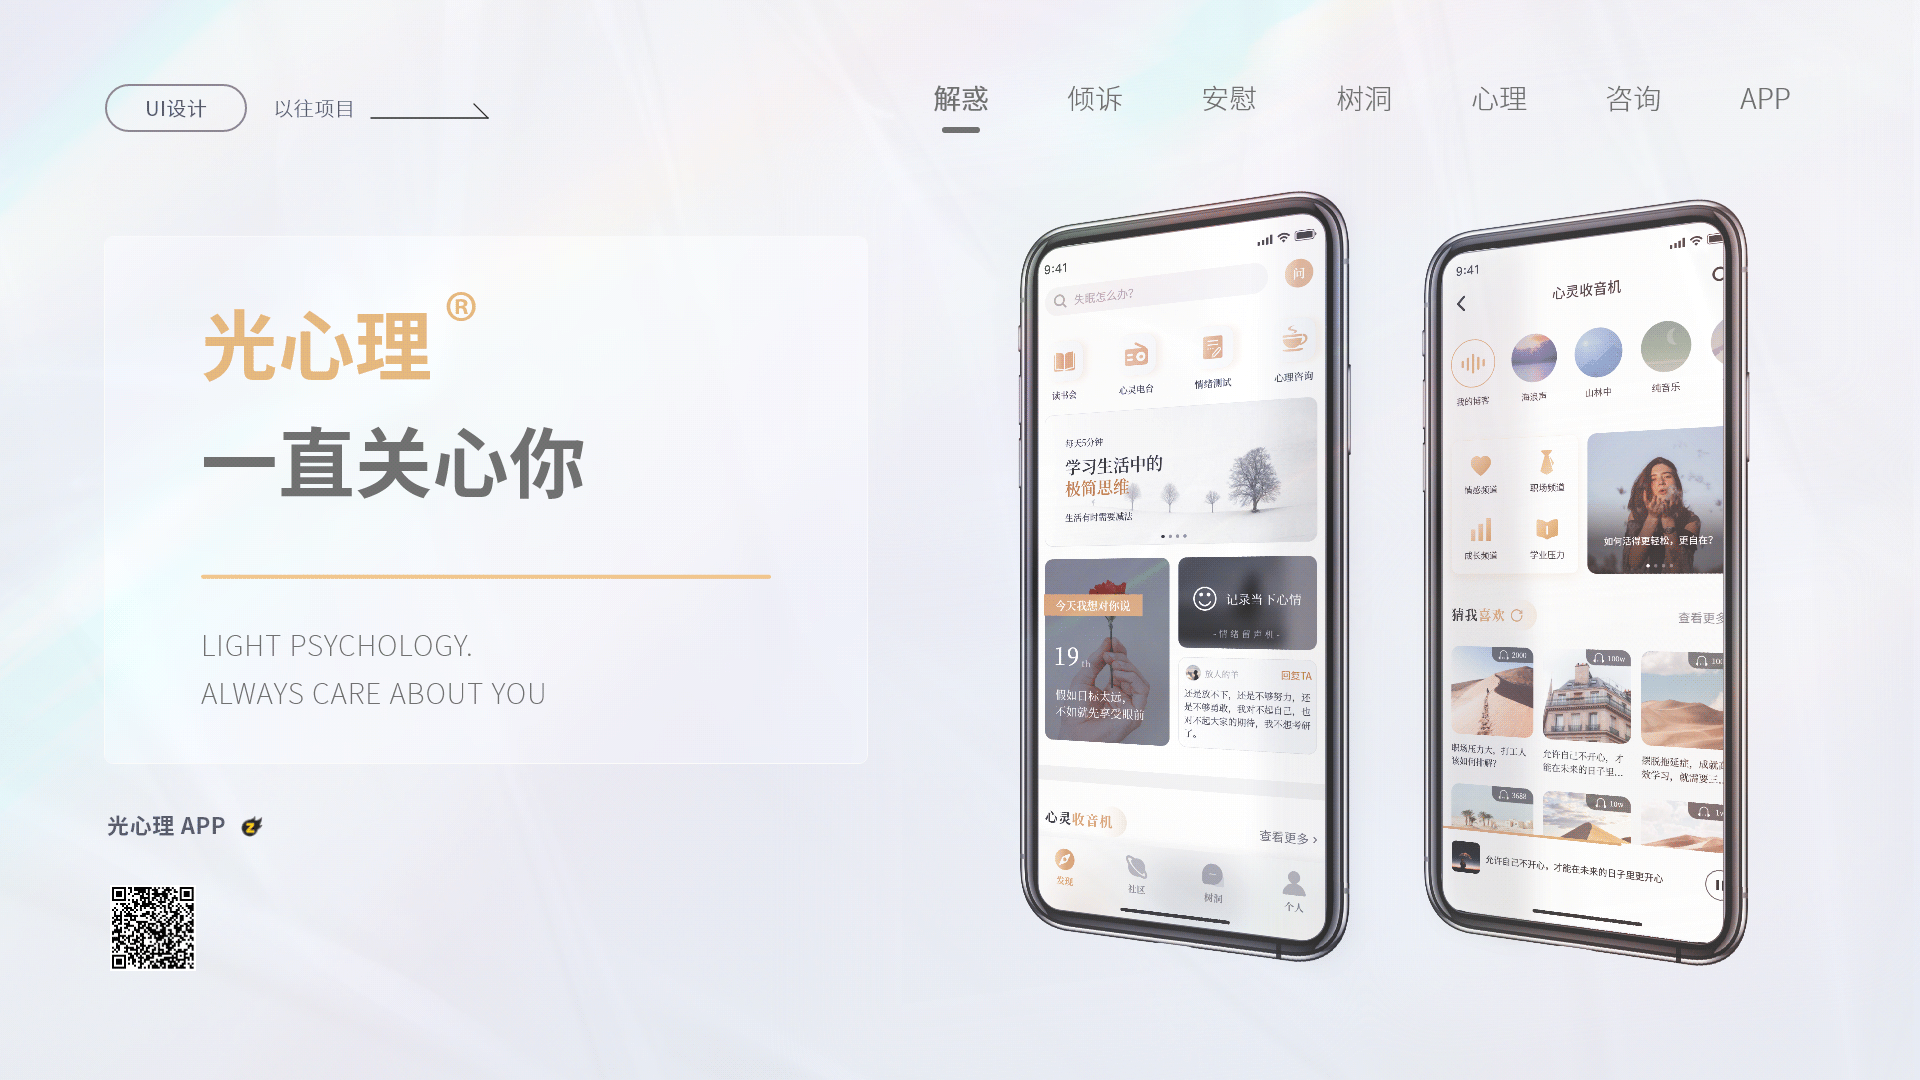 UI设计
以往项目
解惑
倾诉
安慰
树洞
心理
咨询
APP
光心理®
一直关心你
LIGHT PSYCHOLOGY.
ALWAYS CARE ABOUT YOU
光心理 APP
9:41
失眠怎么办?
问
读书会
心灵电台
情绪测试
心理咨询
每天5分钟
学习生活中的
极简思维
生活有时需要减法
今天我想对你说
19th
假如目标太远,
不如就先享受眼前
记录当下心情
-情绪留声机-
放人的羊
回复TA
还是放不下，还是不够努力，还
是不够勇敢，我对不起自己，也
对不起大家的期待，我不想考研
了。
心灵收音机
查看更多
发现
社区
树洞
个人
9:41
心灵收音机
我的博客
海浪声
山林中
纯音乐
情感频道
职场频道
成长频道
学业压力
如何活得更轻松，更自在?
猜我喜欢
查看更多
2000
100w
100
职场压力大，打工人
该如何排解?
允许自己不开心，才
能在未来的日子里...
摆脱拖延症，成就高
效学习，就需要三...
3688
10w
1w
允许自己不开心，才能在未来的日子里更开心